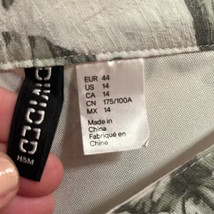 DIVIDED
H&M
EUR 44
US 14
CA 14
CN 175/100A
MX 14
Made in
China
Fabriqué en
Chine